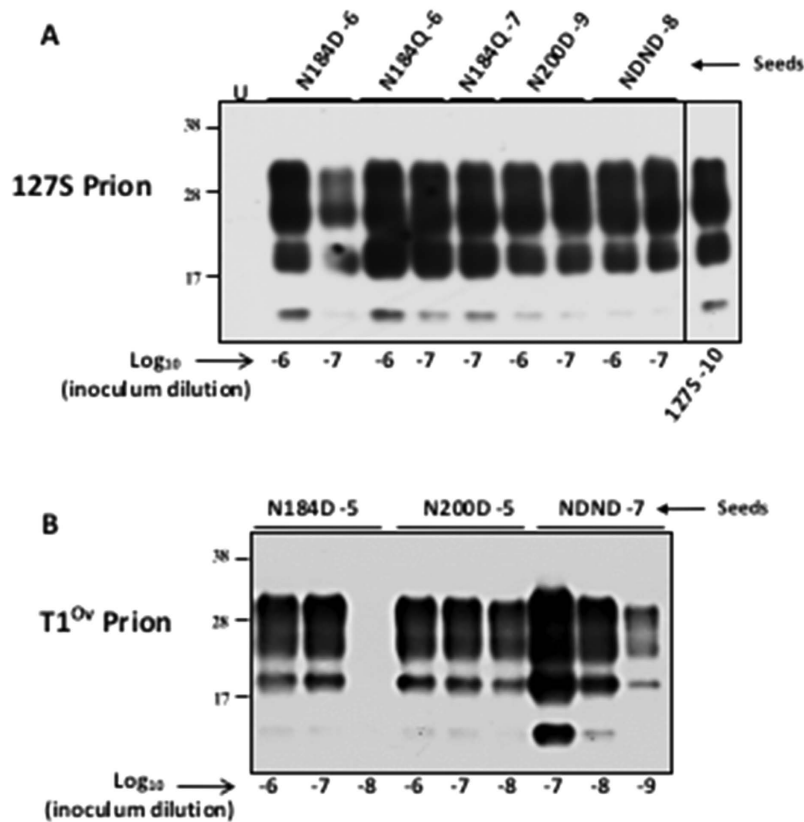 A
N184D -6 N184Q -6 N184Q -7 N200D -9 NDND -8 Seeds
U
38
127S Prion
28
17
Log₁₀ -6 -7 -6 -7 -7 -6 -7 -6 -7
(inoculum dilution)
127S -10
B
N184D -5 N200D -5 NDND -7 Seeds
38
T1ᴼᵛ Prion
28
17
Log₁₀ -6 -7 -8 -6 -7 -8 -7 -8 -9
(inoculum dilution)